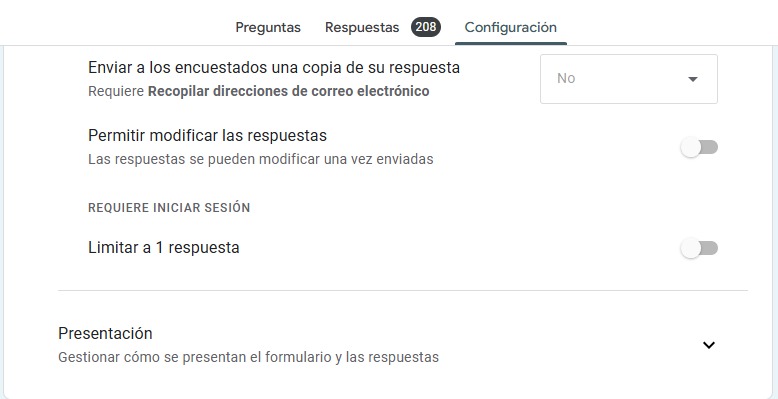 Preguntas Respuestas 208 Configuración
Enviar a los encuestados una copia de su respuesta
Requiere Recopilar direcciones de correo electrónico
No
Permitir modificar las respuestas
Las respuestas se pueden modificar una vez enviadas
REQUIERE INICIAR SESIÓN
Limitar a 1 respuesta
Presentación
Gestionar cómo se presentan el formulario y las respuestas